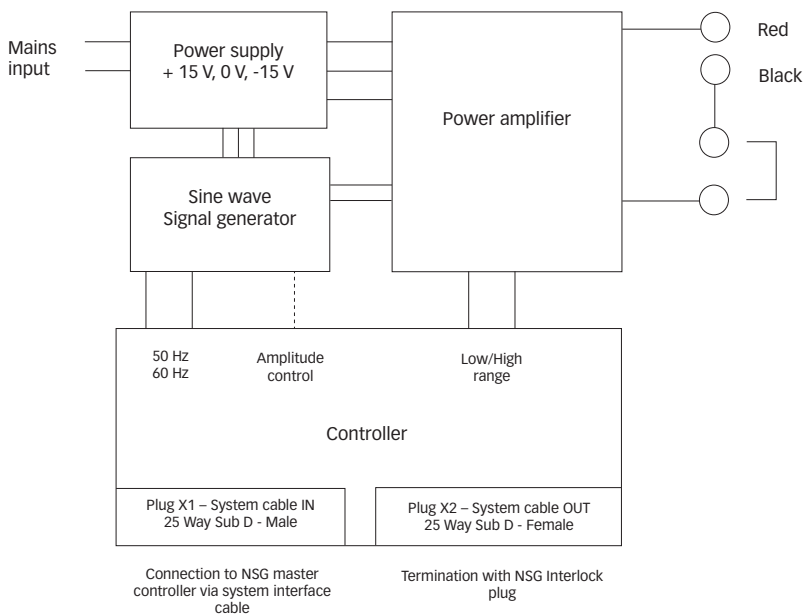 Mains
input
Power supply
+ 15 V, 0 V, -15 V
Power amplifier
Red
Black
Sine wave
Signal generator
50 Hz
60 Hz
Amplitude
control
Low/High
range
Controller
Plug X1 – System cable IN
25 Way Sub D - Male
Plug X2 – System cable OUT
25 Way Sub D - Female
Connection to NSG master
controller via system interface
cable
Termination with NSG Interlock
plug